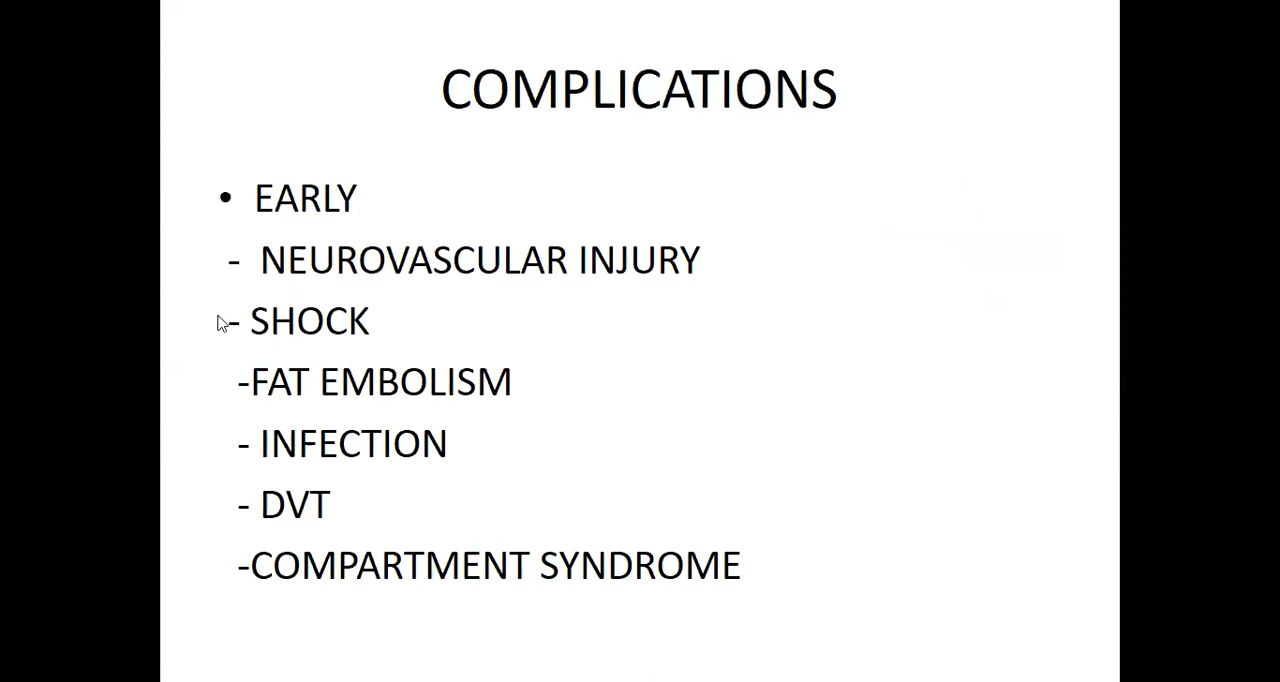 COMPLICATIONS
• EARLY
- NEUROVASCULAR INJURY
- SHOCK
-FAT EMBOLISM
- INFECTION
- DVT
-COMPARTMENT SYNDROME